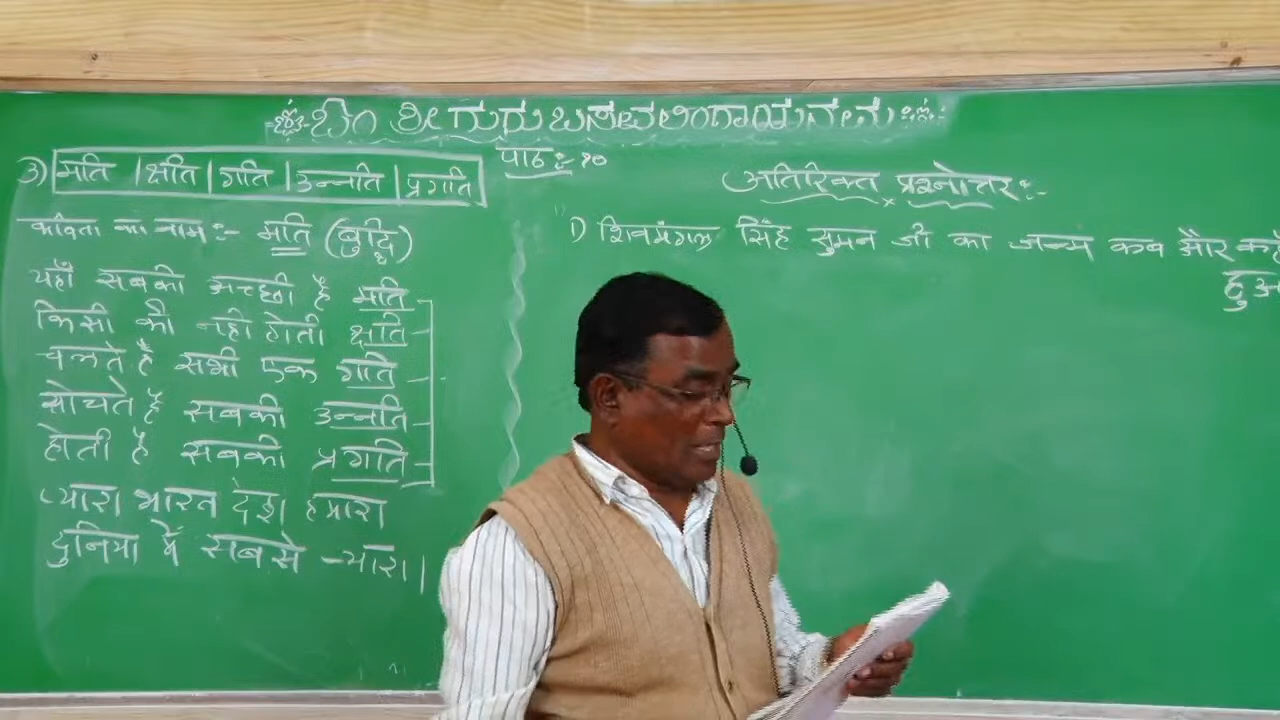 ಓಂ ಶ್ರೀ ಗುರು ಬಸವಲಿಂಗಾಯನಮಃ
पाठ :- १०
३) मति | क्षति | गति | उन्नति | प्रगति
कविता का नाम :- मति (बुद्धि)
यहाँ सबकी अच्छी है मति
किसी की नही होती क्षति
चलते है सभी एक गति
सोचते है सबकी उन्नति
होती है सबकी प्रगति
प्यारा भारत देश हमारा
दुनिया में सबसे न्यारा।
अतिरिक्त प्रश्नोत्तर :-
1) शिवमंगल सिंह सुमन जी का जन्म कब और कहाँ
हुआ